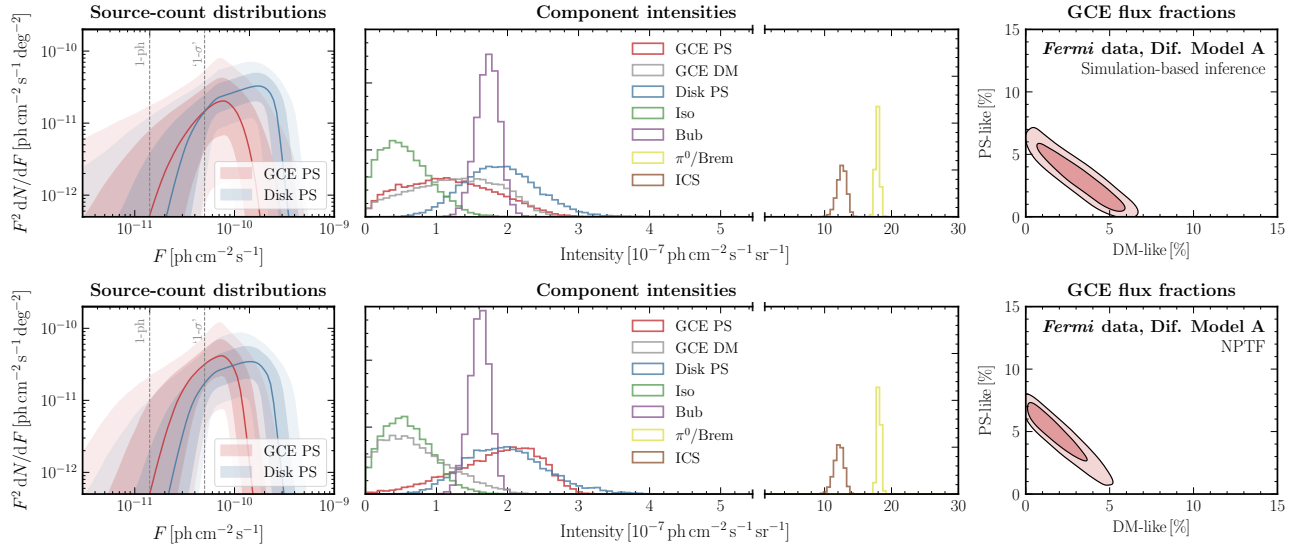 Source-count distributions
Component intensities
GCE flux fractions
10⁻¹⁰
10⁻¹¹
10⁻¹²
F² dN/dF [ph cm⁻² s⁻¹ deg⁻²]
1-ph
'1-σ'
GCE PS
Disk PS
10⁻¹¹
10⁻¹⁰
10⁻⁹
F [ph cm⁻² s⁻¹]
GCE PS
GCE DM
Disk PS
Iso
Bub
π⁰/Brem
ICS
0
1
2
3
4
5
10
20
30
Intensity [10⁻⁷ ph cm⁻² s⁻¹ sr⁻¹]
Fermi data, Dif. Model A
Simulation-based inference
15
10
5
0
PS-like [%]
0
5
10
15
DM-like [%]
Source-count distributions
Component intensities
GCE flux fractions
10⁻¹⁰
10⁻¹¹
10⁻¹²
F² dN/dF [ph cm⁻² s⁻¹ deg⁻²]
1-ph
'1-σ'
GCE PS
Disk PS
10⁻¹¹
10⁻¹⁰
10⁻⁹
F [ph cm⁻² s⁻¹]
GCE PS
GCE DM
Disk PS
Iso
Bub
π⁰/Brem
ICS
0
1
2
3
4
5
10
20
30
Intensity [10⁻⁷ ph cm⁻² s⁻¹ sr⁻¹]
Fermi data, Dif. Model A
NPTF
15
10
5
0
PS-like [%]
0
5
10
15
DM-like [%]